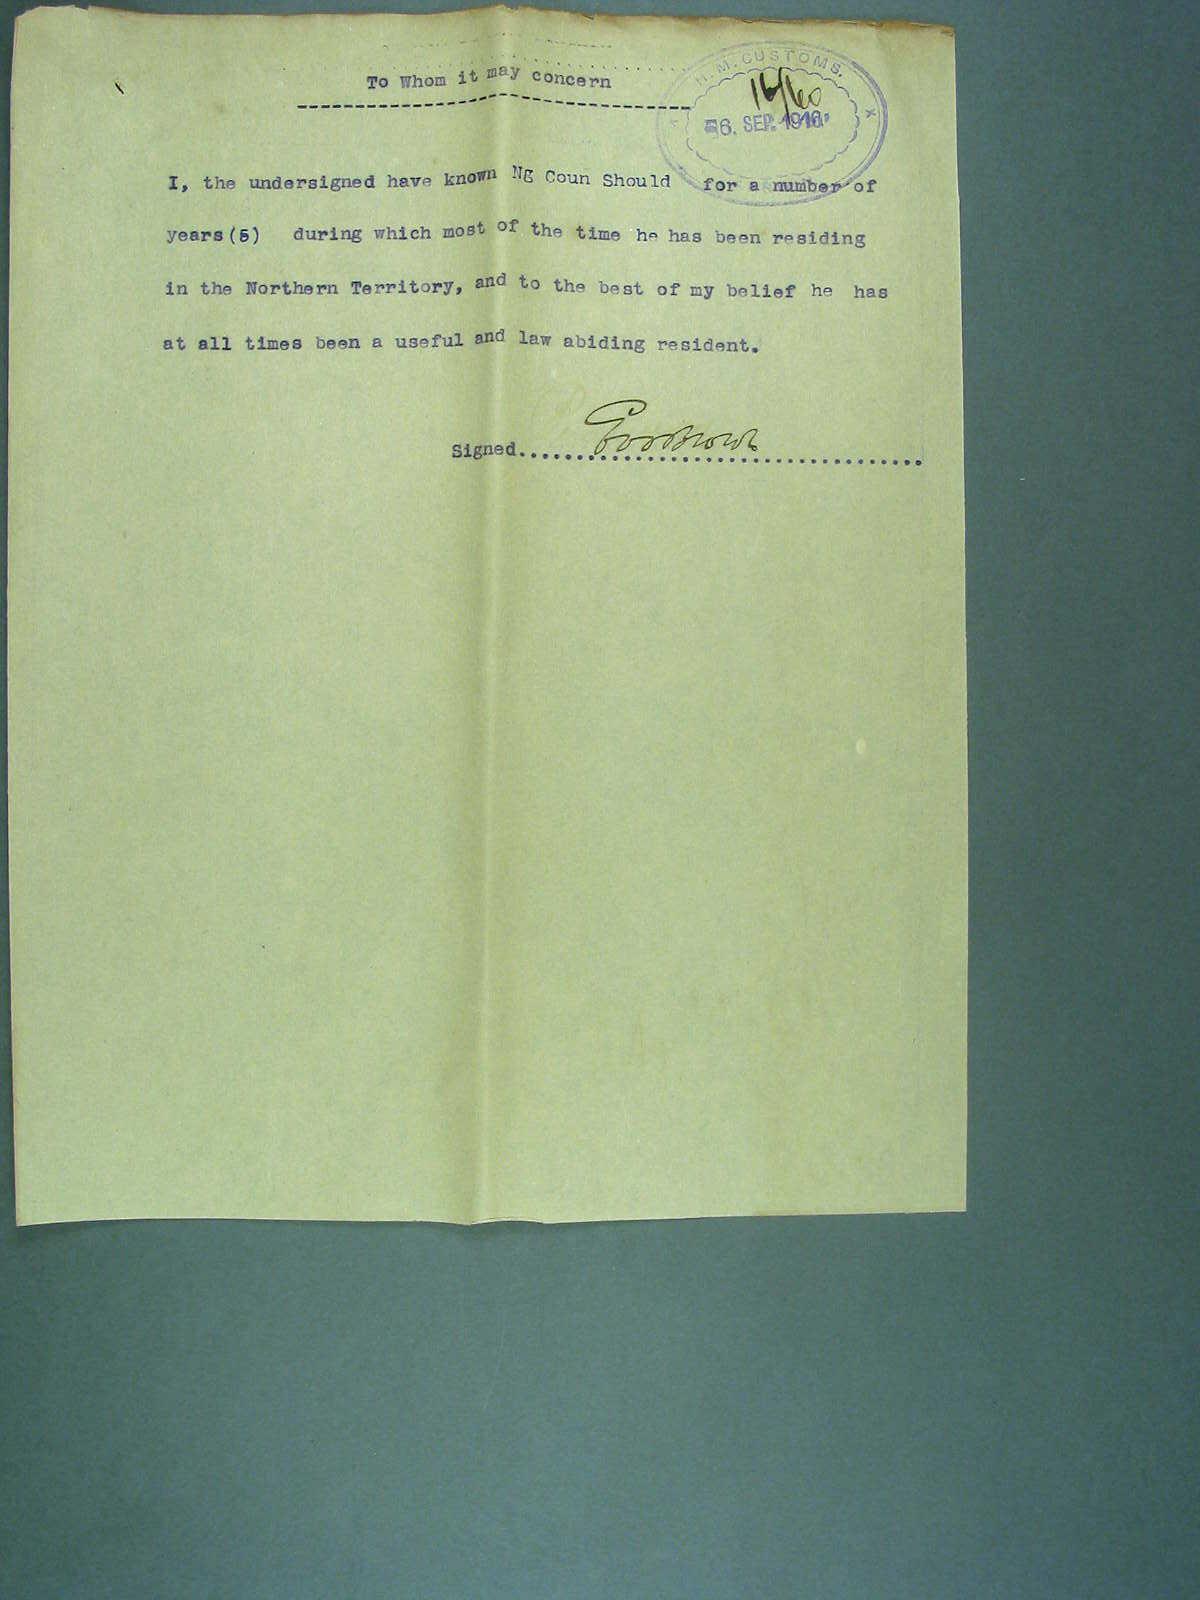 To Whom it may concern
H. M. CUSTOMS.
16/60
6. SEP. 1916
I, the undersigned have known Ng Coun Should for a number of
years (5) during which most of the time he has been residing
in the Northern Territory, and to the best of my belief he has
at all times been a useful and law abiding resident.
Signed